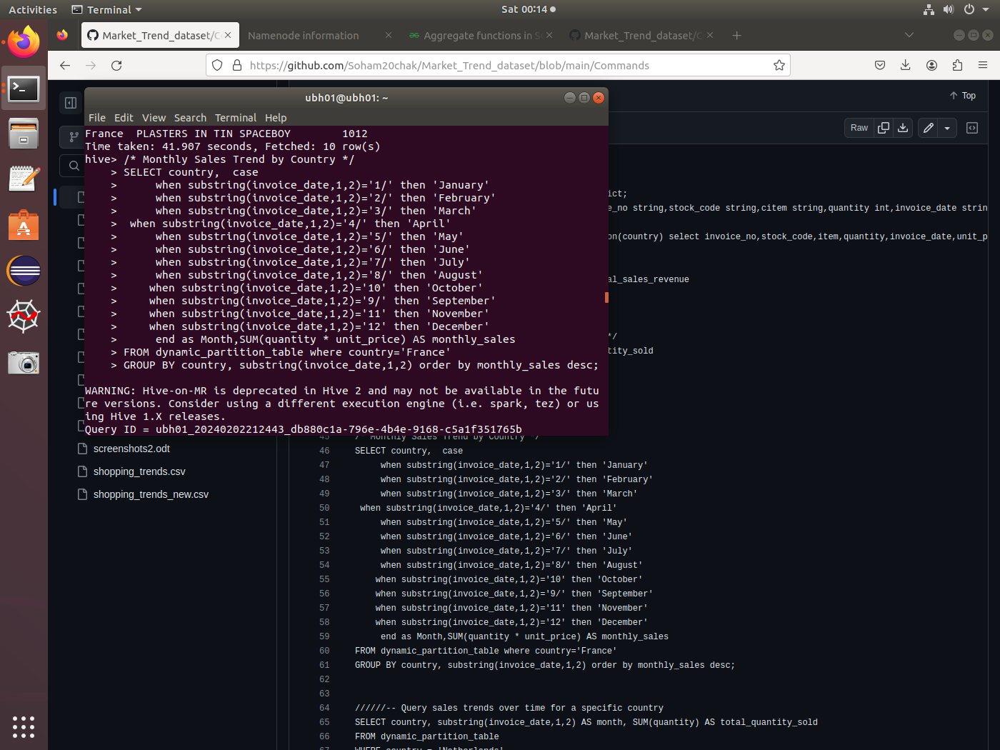 Activities
Terminal
Sat 00:14
Market_Trend_dataset/C
Namenode information
Aggregate functions in S
Market_Trend_dataset/C
https://github.com/Soham20chak/Market_Trend_dataset/blob/main/Commands
Top
Raw
ubh01@ubh01: ~
File Edit View Search Terminal Help
France  PLASTERS IN TIN SPACEBOY        1012
Time taken: 41.907 seconds, Fetched: 10 row(s)
hive> /* Monthly Sales Trend by Country */
    > SELECT country,  case
    >      when substring(invoice_date,1,2)='1/' then 'January'
    >      when substring(invoice_date,1,2)='2/' then 'February'
    >      when substring(invoice_date,1,2)='3/' then 'March'
    >  when substring(invoice_date,1,2)='4/' then 'April'
    >      when substring(invoice_date,1,2)='5/' then 'May'
    >      when substring(invoice_date,1,2)='6/' then 'June'
    >      when substring(invoice_date,1,2)='7/' then 'July'
    >      when substring(invoice_date,1,2)='8/' then 'August'
    >     when substring(invoice_date,1,2)='10' then 'October'
    >     when substring(invoice_date,1,2)='9/' then 'September'
    >     when substring(invoice_date,1,2)='11' then 'November'
    >     when substring(invoice_date,1,2)='12' then 'December'
    >      end as Month,SUM(quantity * unit_price) AS monthly_sales
    > FROM dynamic_partition_table where country='France'
    > GROUP BY country, substring(invoice_date,1,2) order by monthly_sales desc;
WARNING: Hive-on-MR is deprecated in Hive 2 and may not be available in the futu
re versions. Consider using a different execution engine (i.e. spark, tez) or us
ing Hive 1.X releases.
Query ID = ubh01_20240202212443_db880c1a-796e-4b4e-9168-c5a1f351765b
ict;
e_no string,stock_code string,citem string,quantity int,invoice_date strin
on(country) select invoice_no,stock_code,item,quantity,invoice_date,unit_p
al_sales_revenue
*/
tity_sold
screenshots2.odt
shopping_trends.csv
shopping_trends_new.csv
45 /* Monthly Sales Trend by Country */
46 SELECT country,  case
47      when substring(invoice_date,1,2)='1/' then 'January'
48      when substring(invoice_date,1,2)='2/' then 'February'
49      when substring(invoice_date,1,2)='3/' then 'March'
50  when substring(invoice_date,1,2)='4/' then 'April'
51      when substring(invoice_date,1,2)='5/' then 'May'
52      when substring(invoice_date,1,2)='6/' then 'June'
53      when substring(invoice_date,1,2)='7/' then 'July'
54      when substring(invoice_date,1,2)='8/' then 'August'
55     when substring(invoice_date,1,2)='10' then 'October'
56     when substring(invoice_date,1,2)='9/' then 'September'
57     when substring(invoice_date,1,2)='11' then 'November'
58     when substring(invoice_date,1,2)='12' then 'December'
59      end as Month,SUM(quantity * unit_price) AS monthly_sales
60 FROM dynamic_partition_table where country='France'
61 GROUP BY country, substring(invoice_date,1,2) order by monthly_sales desc;
62
63
64 //////-- Query sales trends over time for a specific country
65 SELECT country, substring(invoice_date,1,2) AS month, SUM(quantity) AS total_quantity_sold
66 FROM dynamic_partition_table
67 WHERE country = 'Netherlands'